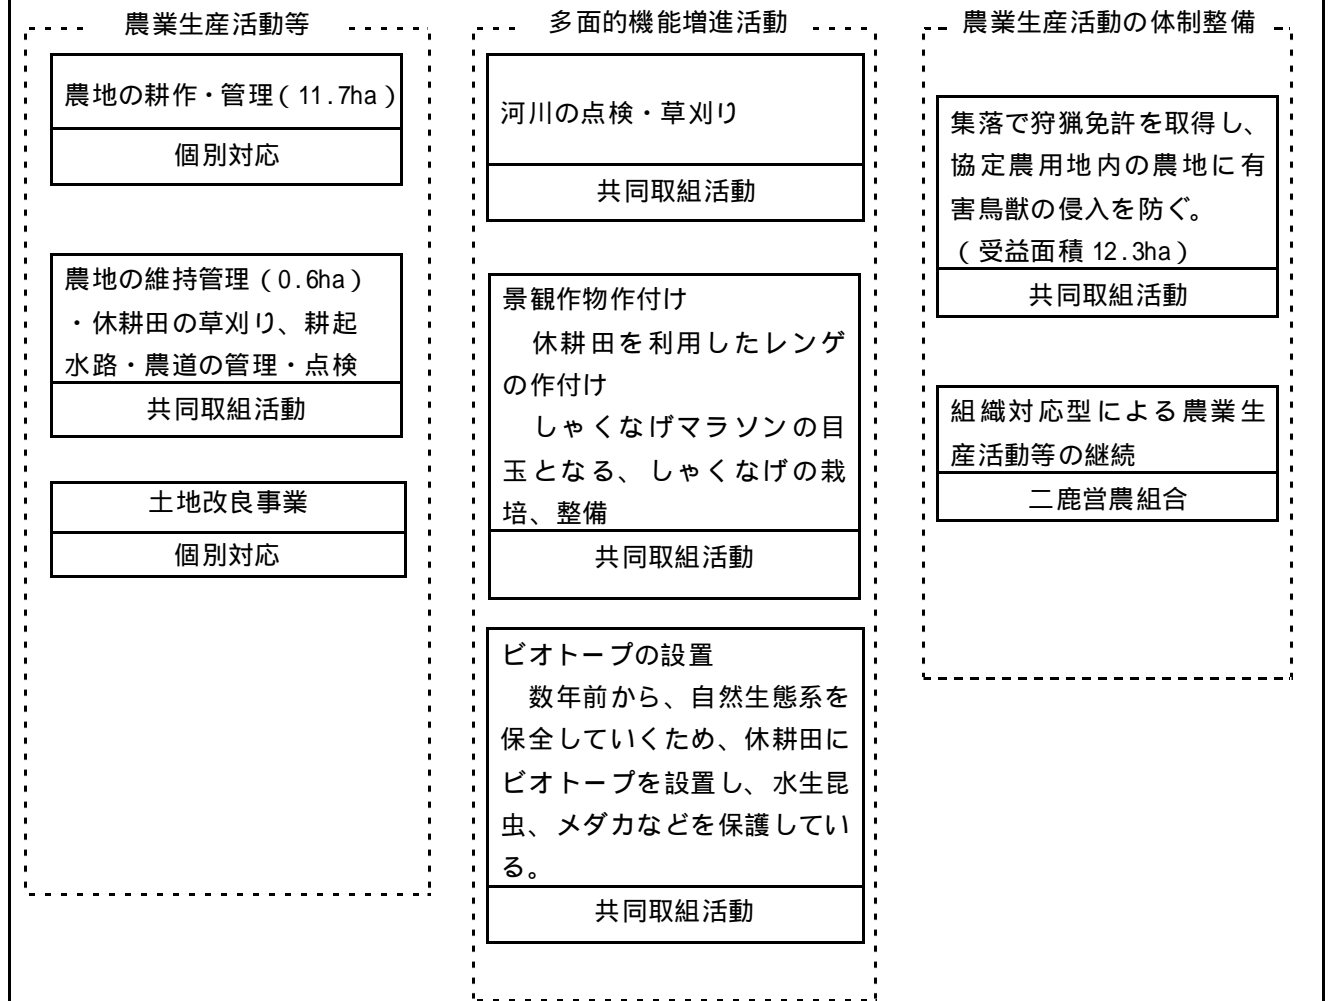 農業生産活動等
農地の耕作・管理(11.7ha)
個別対応
農地の維持管理(0.6ha)
・休耕田の草刈り、耕起
水路・農道の管理・点検
共同取組活動
土地改良事業
個別対応
多面的機能増進活動
河川の点検・草刈り
共同取組活動
景観作物作付け
休耕田を利用したレンゲ
の作付け
しゃくなげマラソンの目
玉となる、しゃくなげの栽
培、整備
共同取組活動
ビオトープの設置
数年前から、自然生態系を
保全していくため、休耕田に
ビオトープを設置し、水生昆
虫、メダカなどを保護してい
る。
共同取組活動
農業生産活動の体制整備
集落で狩猟免許を取得し、
協定農用地内の農地に有
害鳥獣の侵入を防ぐ。
(受益面積 12.3ha)
共同取組活動
組織対応型による農業生
産活動等の継続
二鹿営農組合